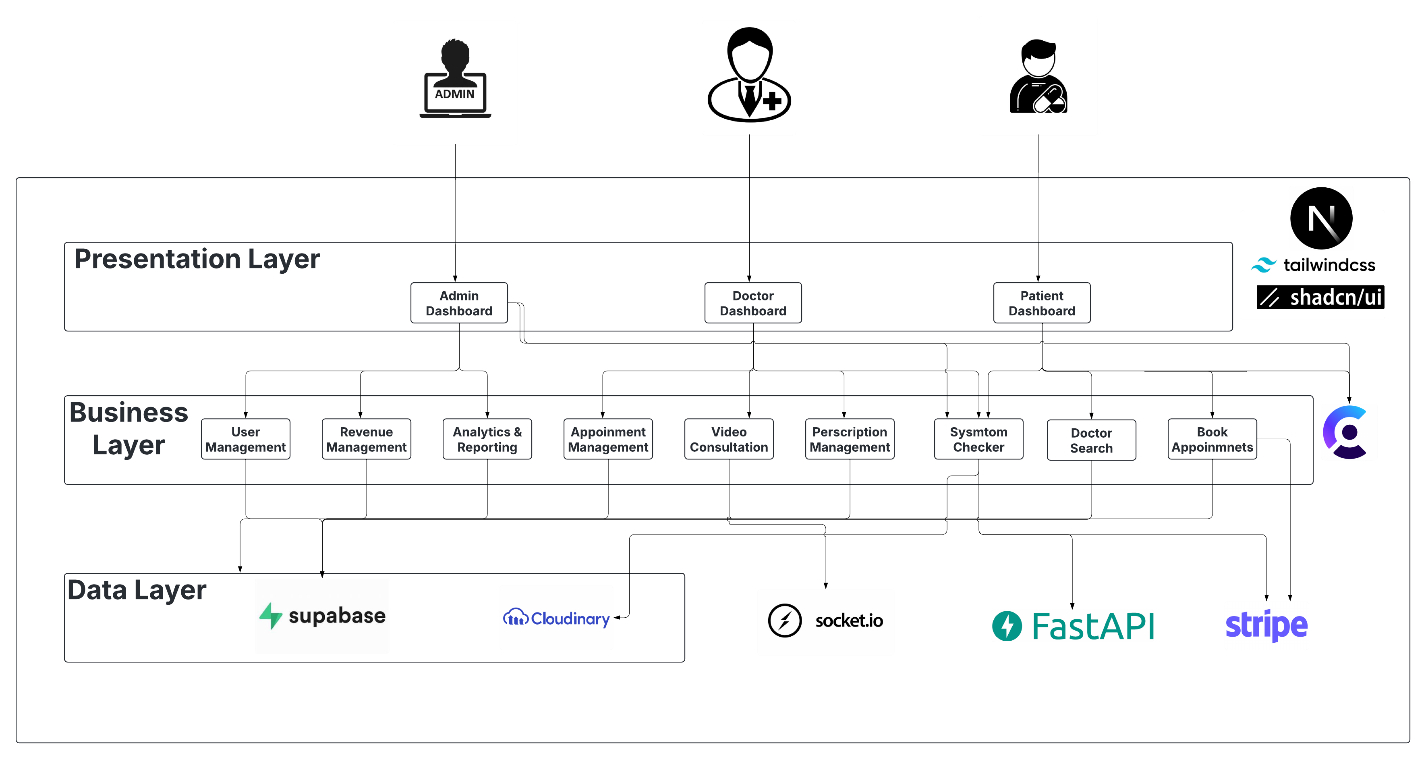 ADMIN
tailwindcss
shadcn/ui
Presentation Layer
Admin
Dashboard
Doctor
Dashboard
Patient
Dashboard
Business
Layer
User
Management
Revenue
Management
Analytics &
Reporting
Appoinment
Management
Video
Consultation
Perscription
Management
Sysmtom
Checker
Doctor
Search
Book
Appoinmnets
Data Layer
supabase
Cloudinary
socket.io
FastAPI
stripe